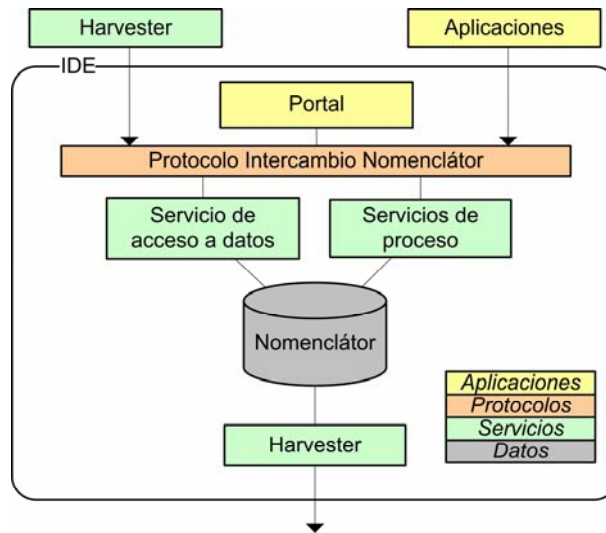 Harvester
Aplicaciones
IDE
Portal
Protocolo Intercambio Nomenclátor
Servicio de
acceso a datos
Servicios de
proceso
Nomenclátor
Harvester
Aplicaciones
Protocolos
Servicios
Datos